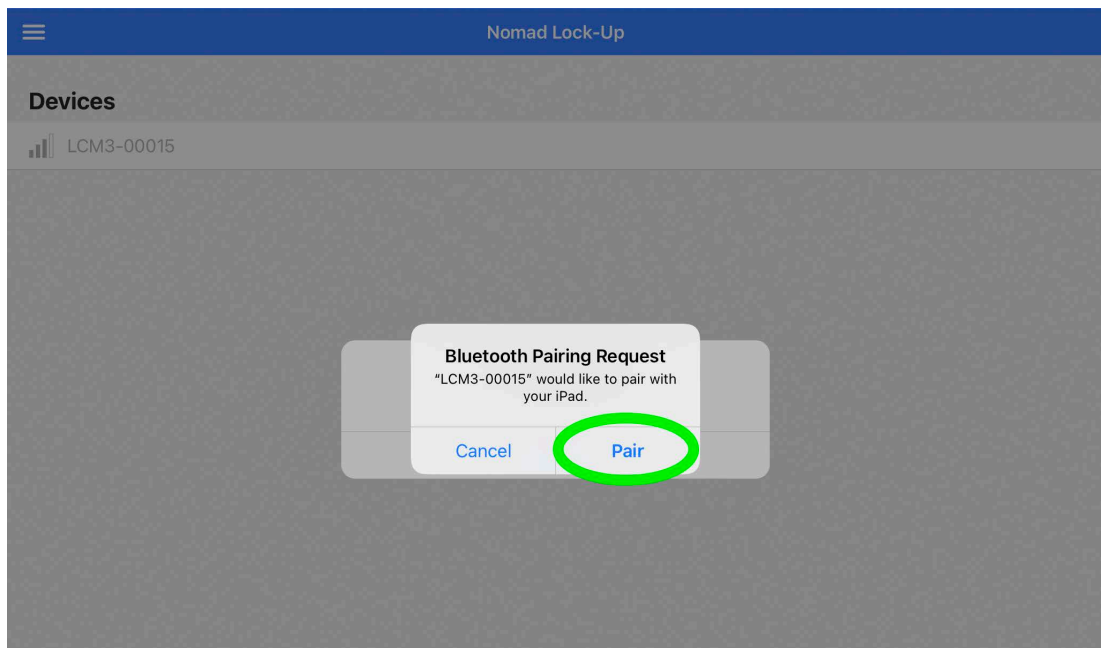 Nomad Lock-Up
Devices
LCM3-00015
Bluetooth Pairing Request
“LCM3-00015” would like to pair with
your iPad.
Cancel
Pair